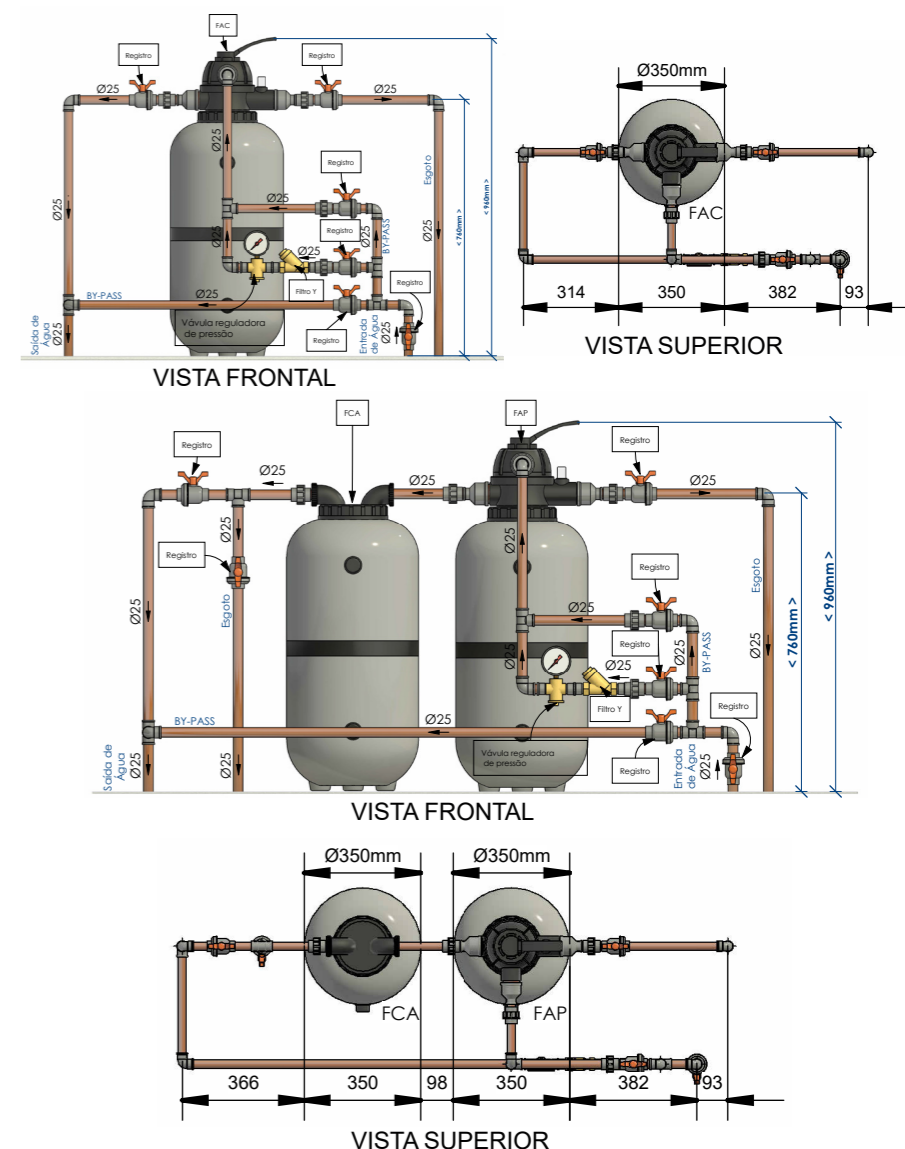 FAC
Registro
Registro
Ø25
Ø25
Ø25
Registro
Ø25
Ø25
Esgoto
Ø25
< 760mm >
< 960mm >
Registro
Ø25
Ø25
BY-PASS
Registro
Filtro Y
BY-PASS
Ø25
Registro
Vávula reguladora
de pressão
Saída de
Água
Ø25
Entrada
de Água
Ø25
VISTA FRONTAL
Ø350mm
FAC
314
350
382
93
VISTA SUPERIOR
FCA
FAP
Registro
Registro
Ø25
Ø25
Ø25
Ø25
Registro
Ø25
Esgoto
Registro
Ø25
Registro
Ø25
Ø25
Ø25
BY-PASS
Esgoto
Ø25
< 760mm >
< 960mm >
Filtro Y
Registro
BY-PASS
Ø25
Vávula reguladora
de pressão
Registro
Saída de
Água
Ø25
Ø25
Entrada
de Água
Ø25
VISTA FRONTAL
Ø350mm
Ø350mm
FCA
FAP
366
350
98
350
382
93
VISTA SUPERIOR